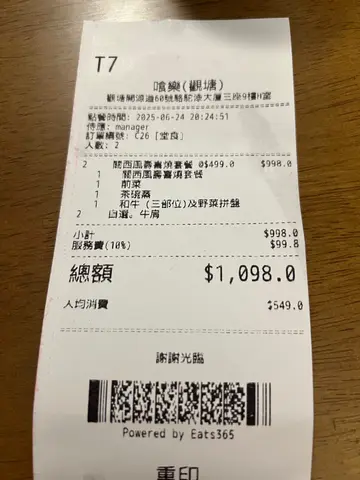 T7
喰樂(觀塘)
觀塘開源道60號駱駝漆大廈三座9樓H室
點餐時間: 2025-06-24 20:24:51
侍應: manager
訂單編號: C26 [堂食]
人數: 2
2 關西風壽喜燒套餐 @$499.0 $998.0
1 關西風壽喜燒套餐
1 前菜
1 茶碗蒸
1 和牛 (三部位)及野菜拼盤
2 自選。牛肩
小計 $998.0
服務費(10%) $99.8
總額 $1,098.0
人均消費 $549.0
謝謝光臨
Powered by Eats365
重印